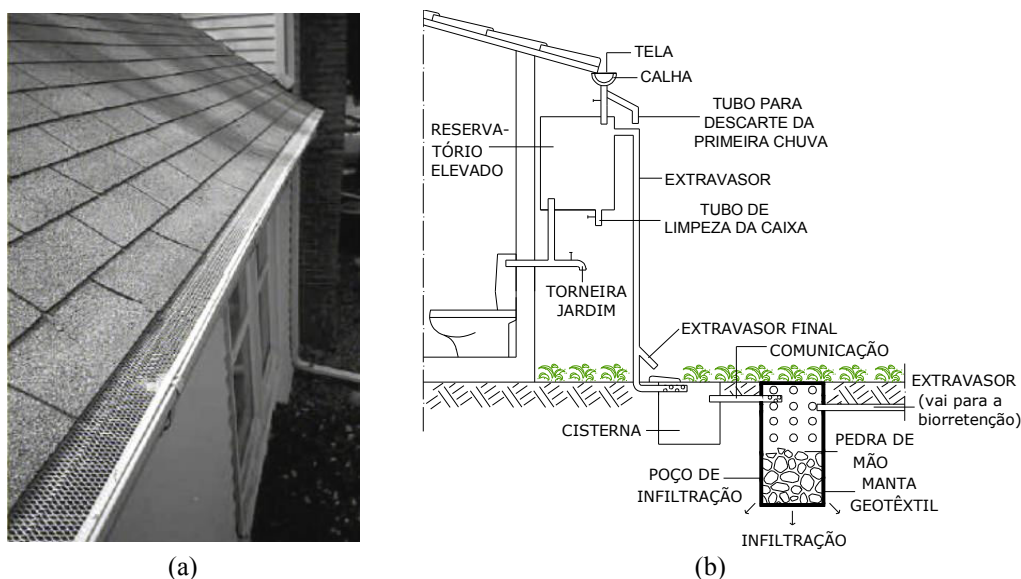 TELA
CALHA
TUBO PARA
DESCARTE DA
PRIMEIRA CHUVA
RESERVA-
TÓRIO
ELEVADO
EXTRAVASOR
TUBO DE
LIMPEZA DA CAIXA
TORNEIRA
JARDIM
EXTRAVASOR FINAL
COMUNICAÇÃO
EXTRAVASOR
(vai para a
biorretenção)
CISTERNA
PEDRA DE
MÃO
POÇO DE
INFILTRAÇÃO
MANTA
GEOTÊXTIL
INFILTRAÇÃO
(a)
(b)